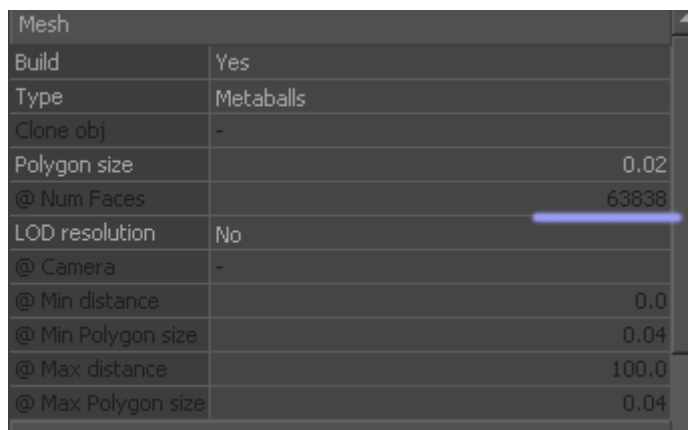 Mesh
Build Yes
Type Metaballs
Clone obj -
Polygon size 0.02
@ Num Faces 63838
LOD resolution No
@ Camera -
@ Min distance 0.0
@ Min Polygon size 0.04
@ Max distance 100.0
@ Max Polygon size 0.04